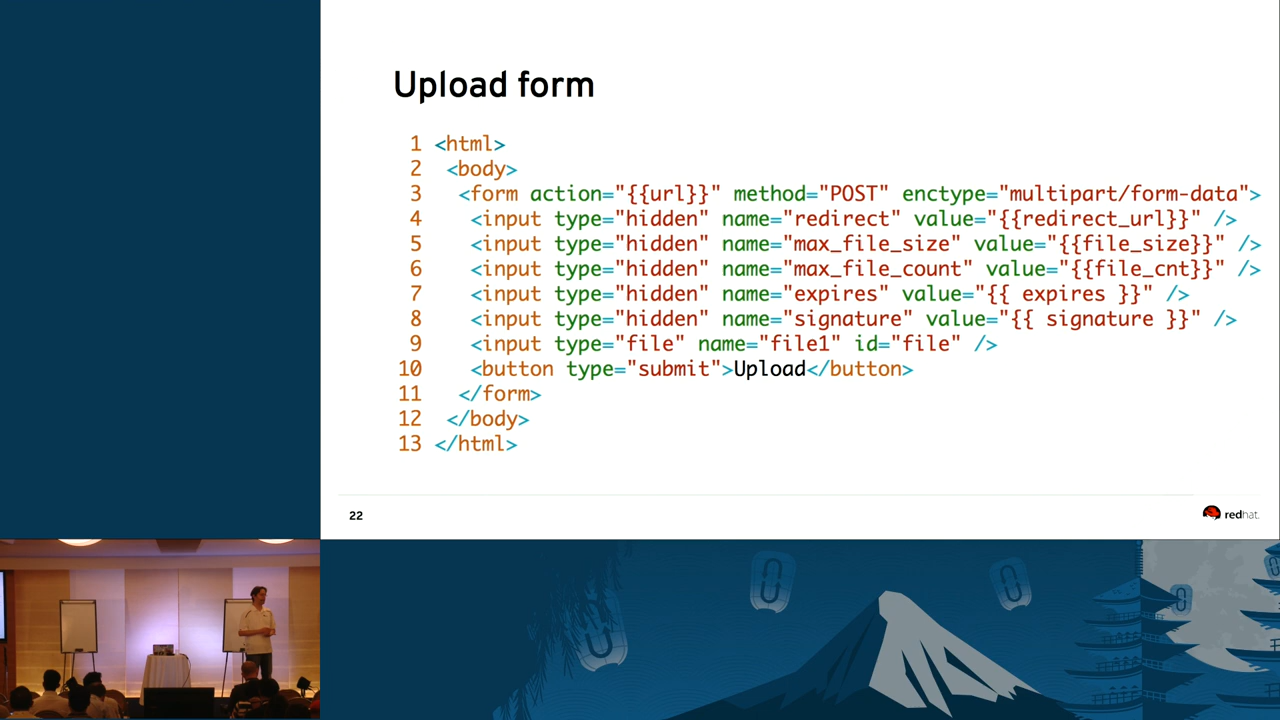 Upload form
1 <html>
2 <body>
3 <form action="{{url}}" method="POST" enctype="multipart/form-data">
4 <input type="hidden" name="redirect" value="{{redirect_url}}" />
5 <input type="hidden" name="max_file_size" value="{{file_size}}" />
6 <input type="hidden" name="max_file_count" value="{{file_cnt}}" />
7 <input type="hidden" name="expires" value="{{ expires }}" />
8 <input type="hidden" name="signature" value="{{ signature }}" />
9 <input type="file" name="file1" id="file" />
10 <button type="submit">Upload</button>
11 </form>
12 </body>
13 </html>
22
redhat.